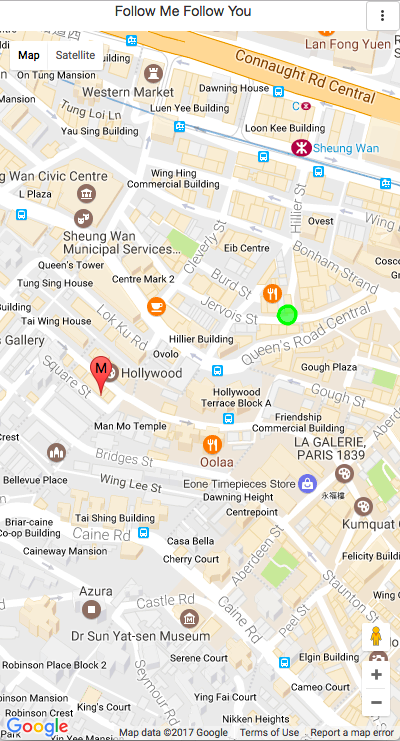 Follow Me Follow You
Lan Fong Yuen
Map
Satellite
On Tung Mansion
Connaught Rd Central
Western Market
Dawning House
C
Tung Loi Ln
Luen Yee Building
Loon Kee Building
Yau Sing Building
Sheung Wan
ng Wan Civic Centre
Wing Hing
Commercial Building
L Plaza
Hillier St
Wing
Ovest
Sheung Wan
Municipal Services...
Cleverly St
Eib Centre
Bonham Strand
Queen's Tower
Cosco
Gran
Tung Sing House
Centre Mark 2
Burd St
Building
Jervois St
Tai Wing House
Lok Ku Rd
Queen's Road Central
s Gallery
Hillier Building
Ovolo
Gough Plaza
M
Hollywood
Square St
Gough St
Hollywood
Terrace Block A
Friendship
Commercial Building
Man Mo Temple
Crest
Bridges St
Oolaa
LA GALERIE,
PARIS 1839
Bellevue Place
Wing Lee St
Eone Timepieces Store
Dawning Height
永福樓
Centrepoint
Briar-caine
Co-op Building
Tai Shing Building
Kumquat
Caine Rd
Casa Bella
Aberdeen St
Caineway Mansion
Cherry Court
Felicity Building
Staunton St
Azura
Castle Rd
Caine Rd
Peel St
Dr Sun Yat-sen Museum
Serene Court
Elgin Building
Robinson Place Block 2
Seymour Rd
Cameo Court
King's Court
Ying Fai Court
Robinson Crest
Nikken Heights
Yin Yee Mansion
Google
Map data ©2017 Google
Terms of Use
Report a map error